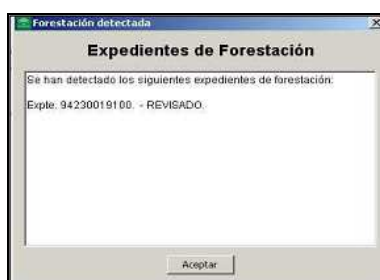 Forestación detectada
Expedientes de Forestación
Se han detectado los siguientes expedientes de forestación:
Expte. 94230019100. - REVISADO.
Aceptar